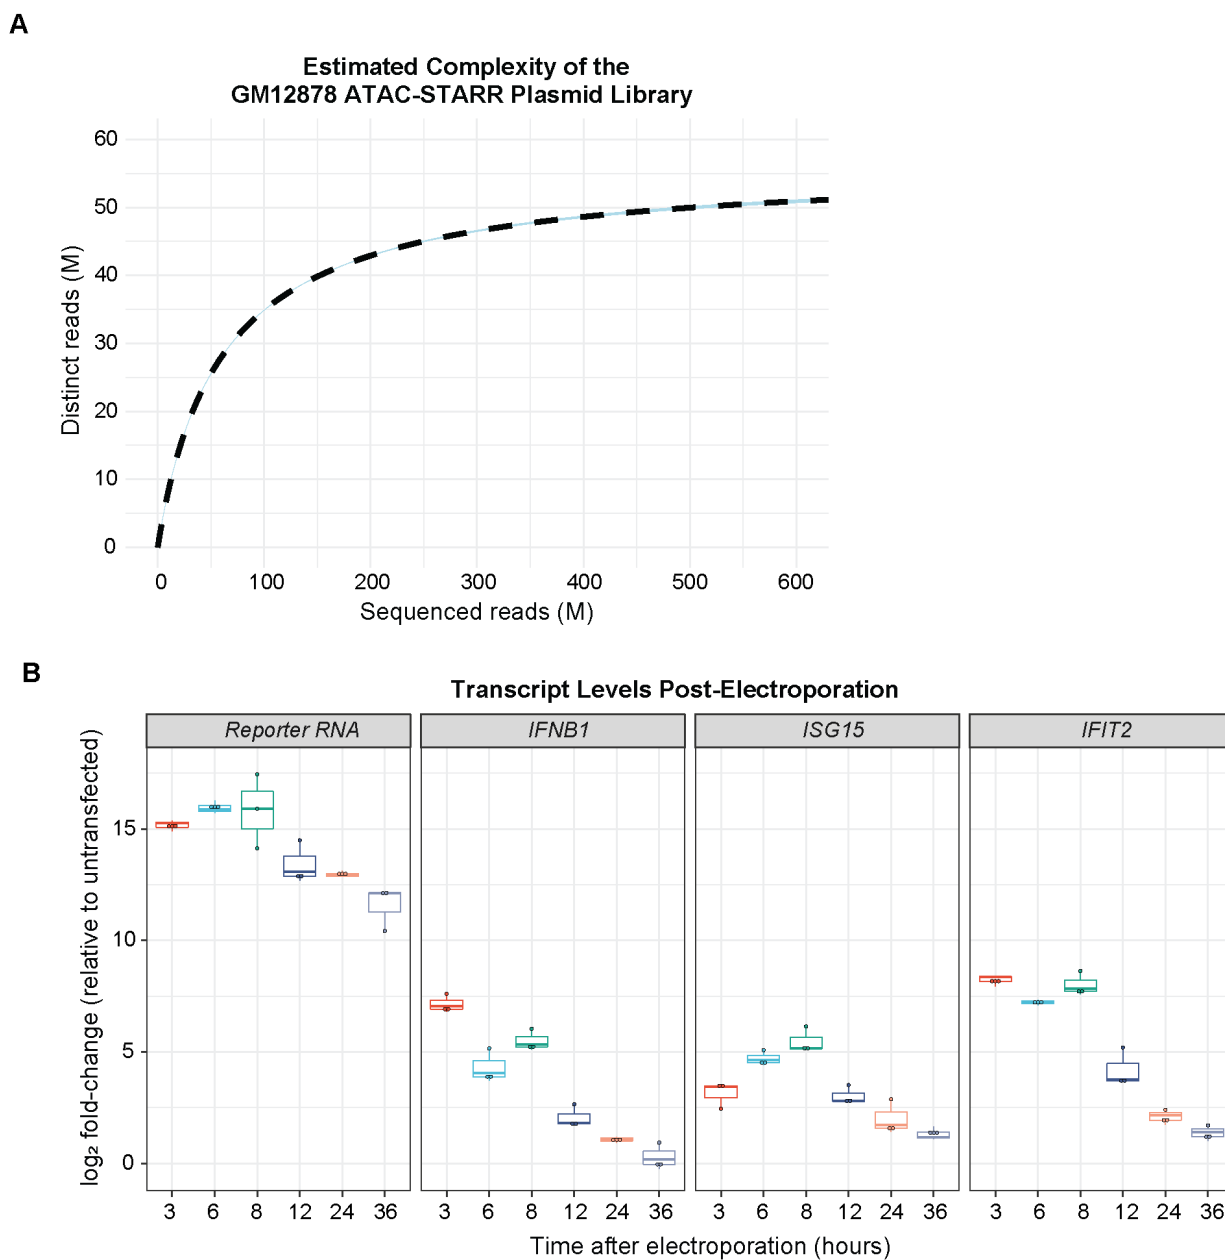 A
Estimated Complexity of the
GM12878 ATAC-STARR Plasmid Library
Distinct reads (M)
60
50
40
30
20
10
0
0 100 200 300 400 500 600
Sequenced reads (M)
B
Transcript Levels Post-Electroporation
Reporter RNA IFNB1 ISG15 IFIT2
log₂ fold-change (relative to untransfected)
15
10
5
0
3 6 8 12 24 36 3 6 8 12 24 36 3 6 8 12 24 36 3 6 8 12 24 36
Time after electroporation (hours)